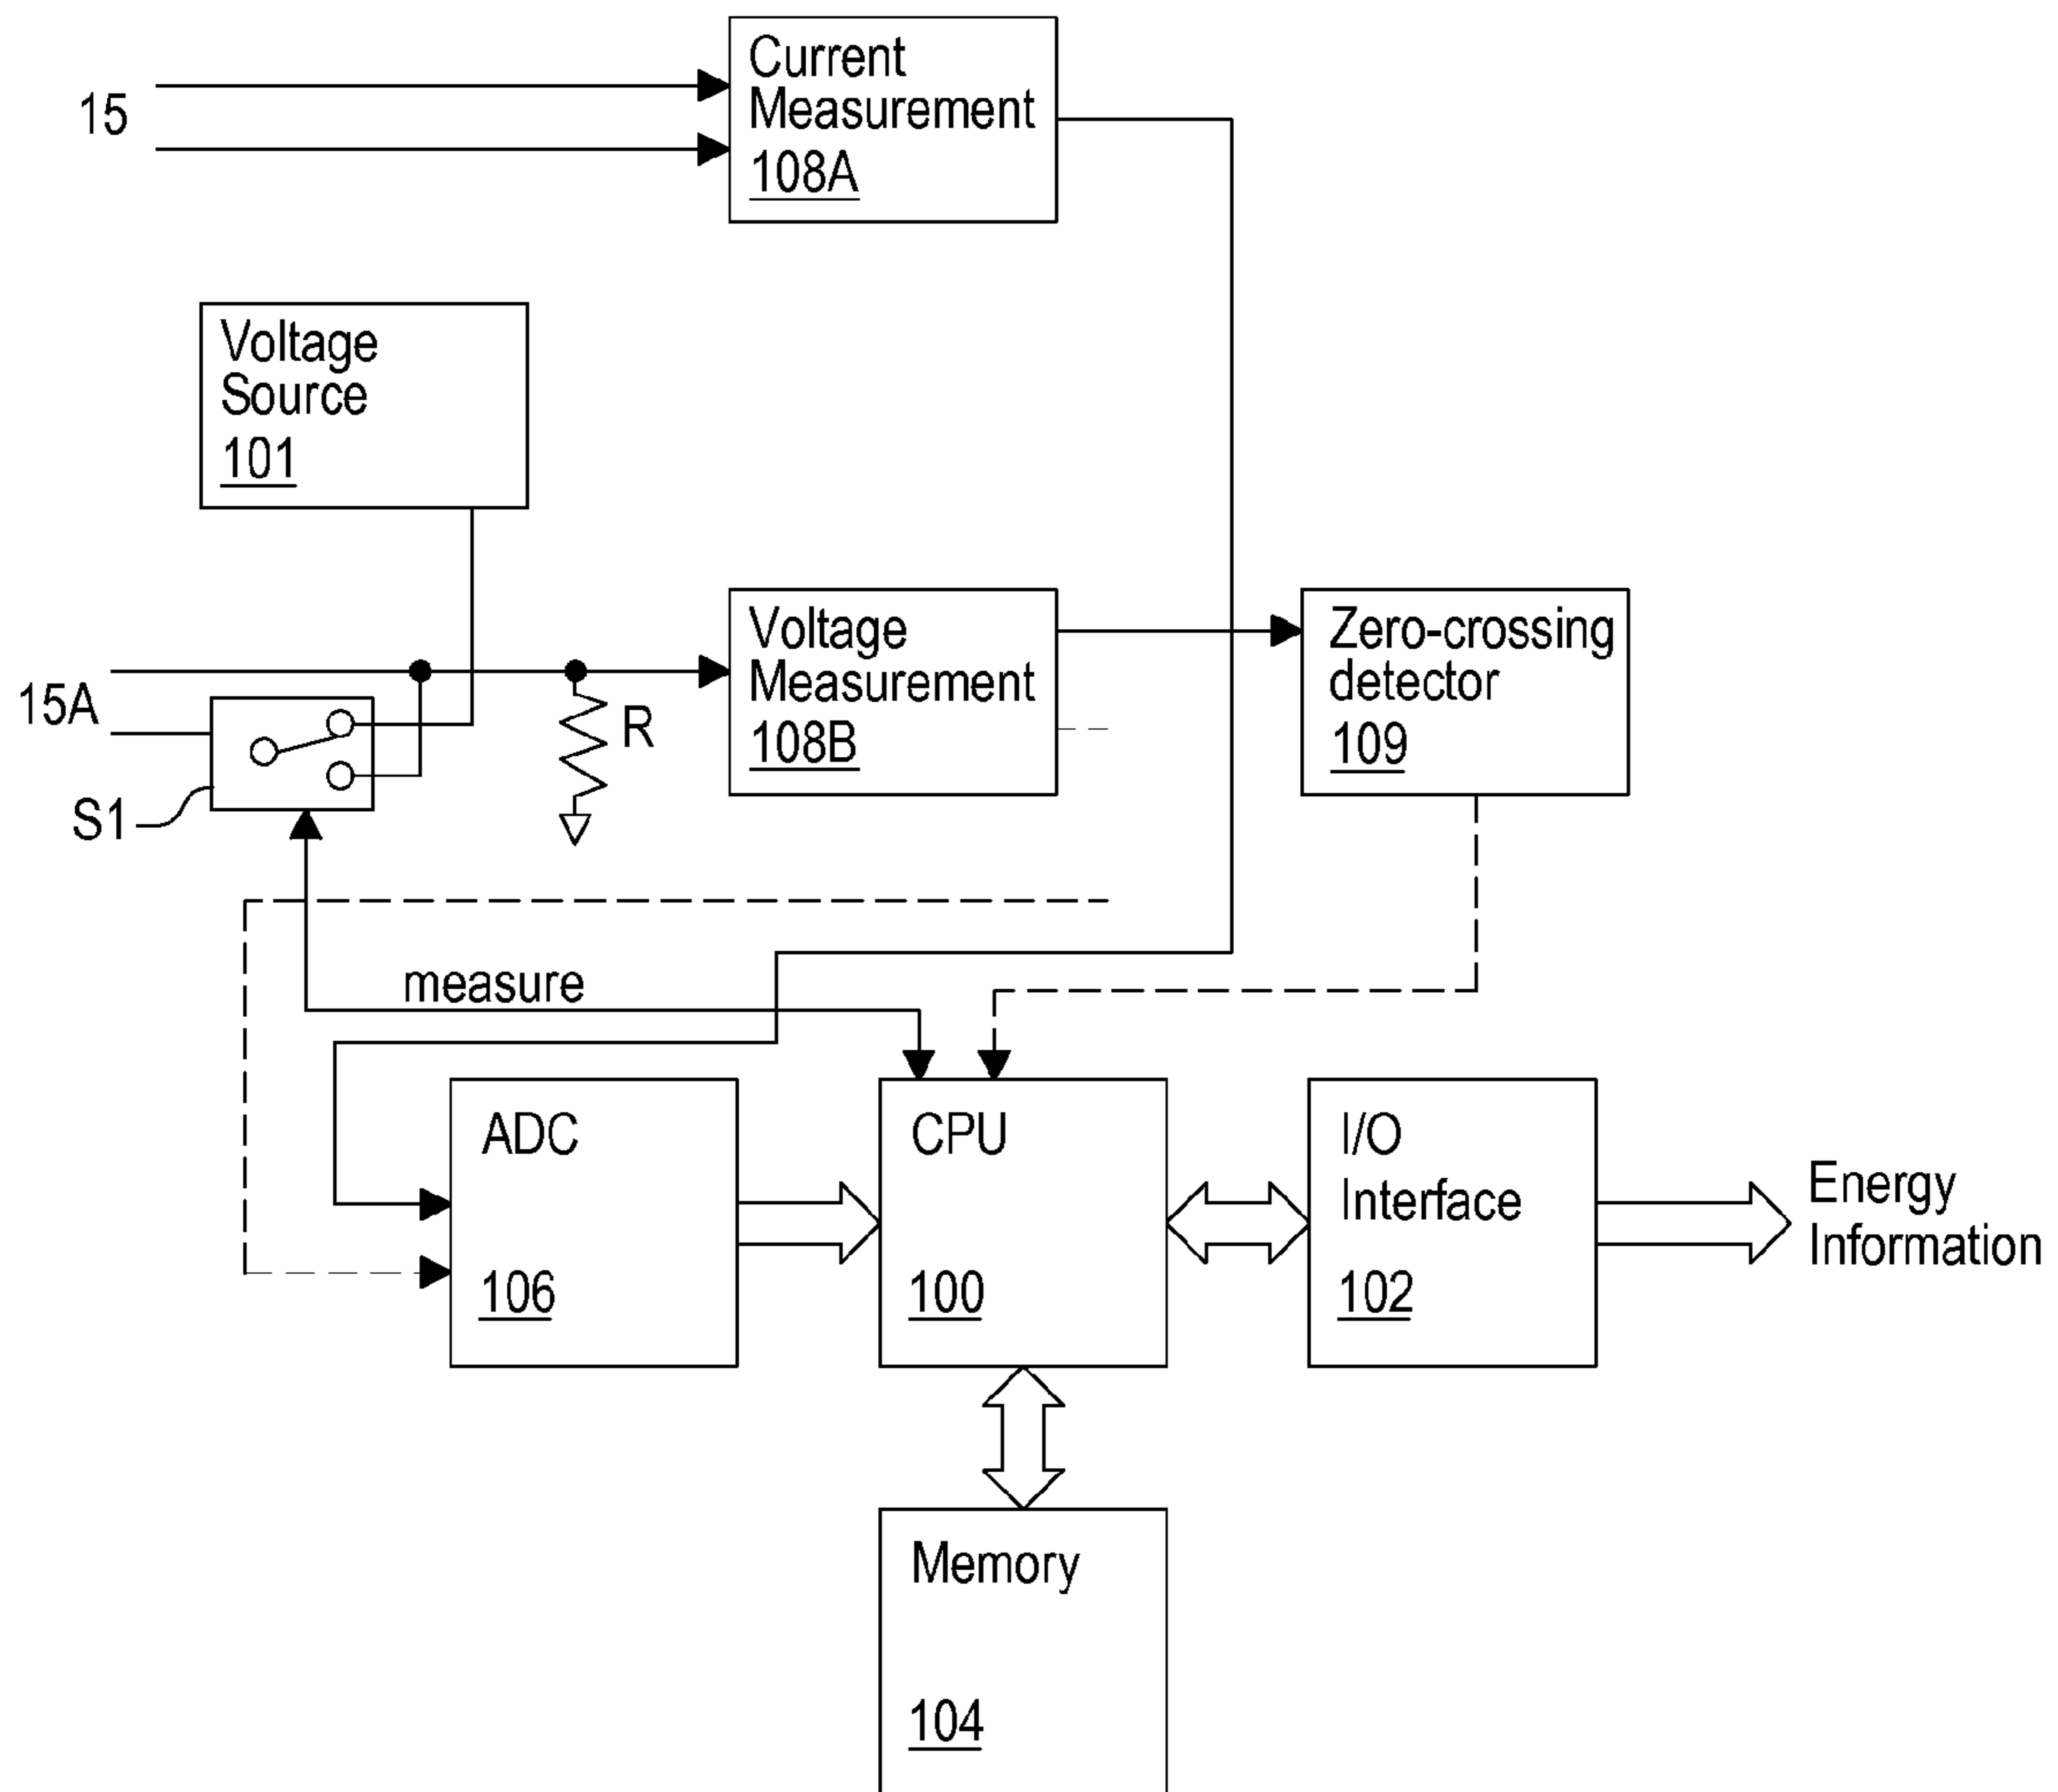 Current
Measurement
108A
15
Voltage
Source
101
Voltage
Measurement
108B
Zero-crossing
detector
109
15A
R
S1
measure
ADC
106
CPU
100
I/O
Interface
102
Energy
Information
Memory
104